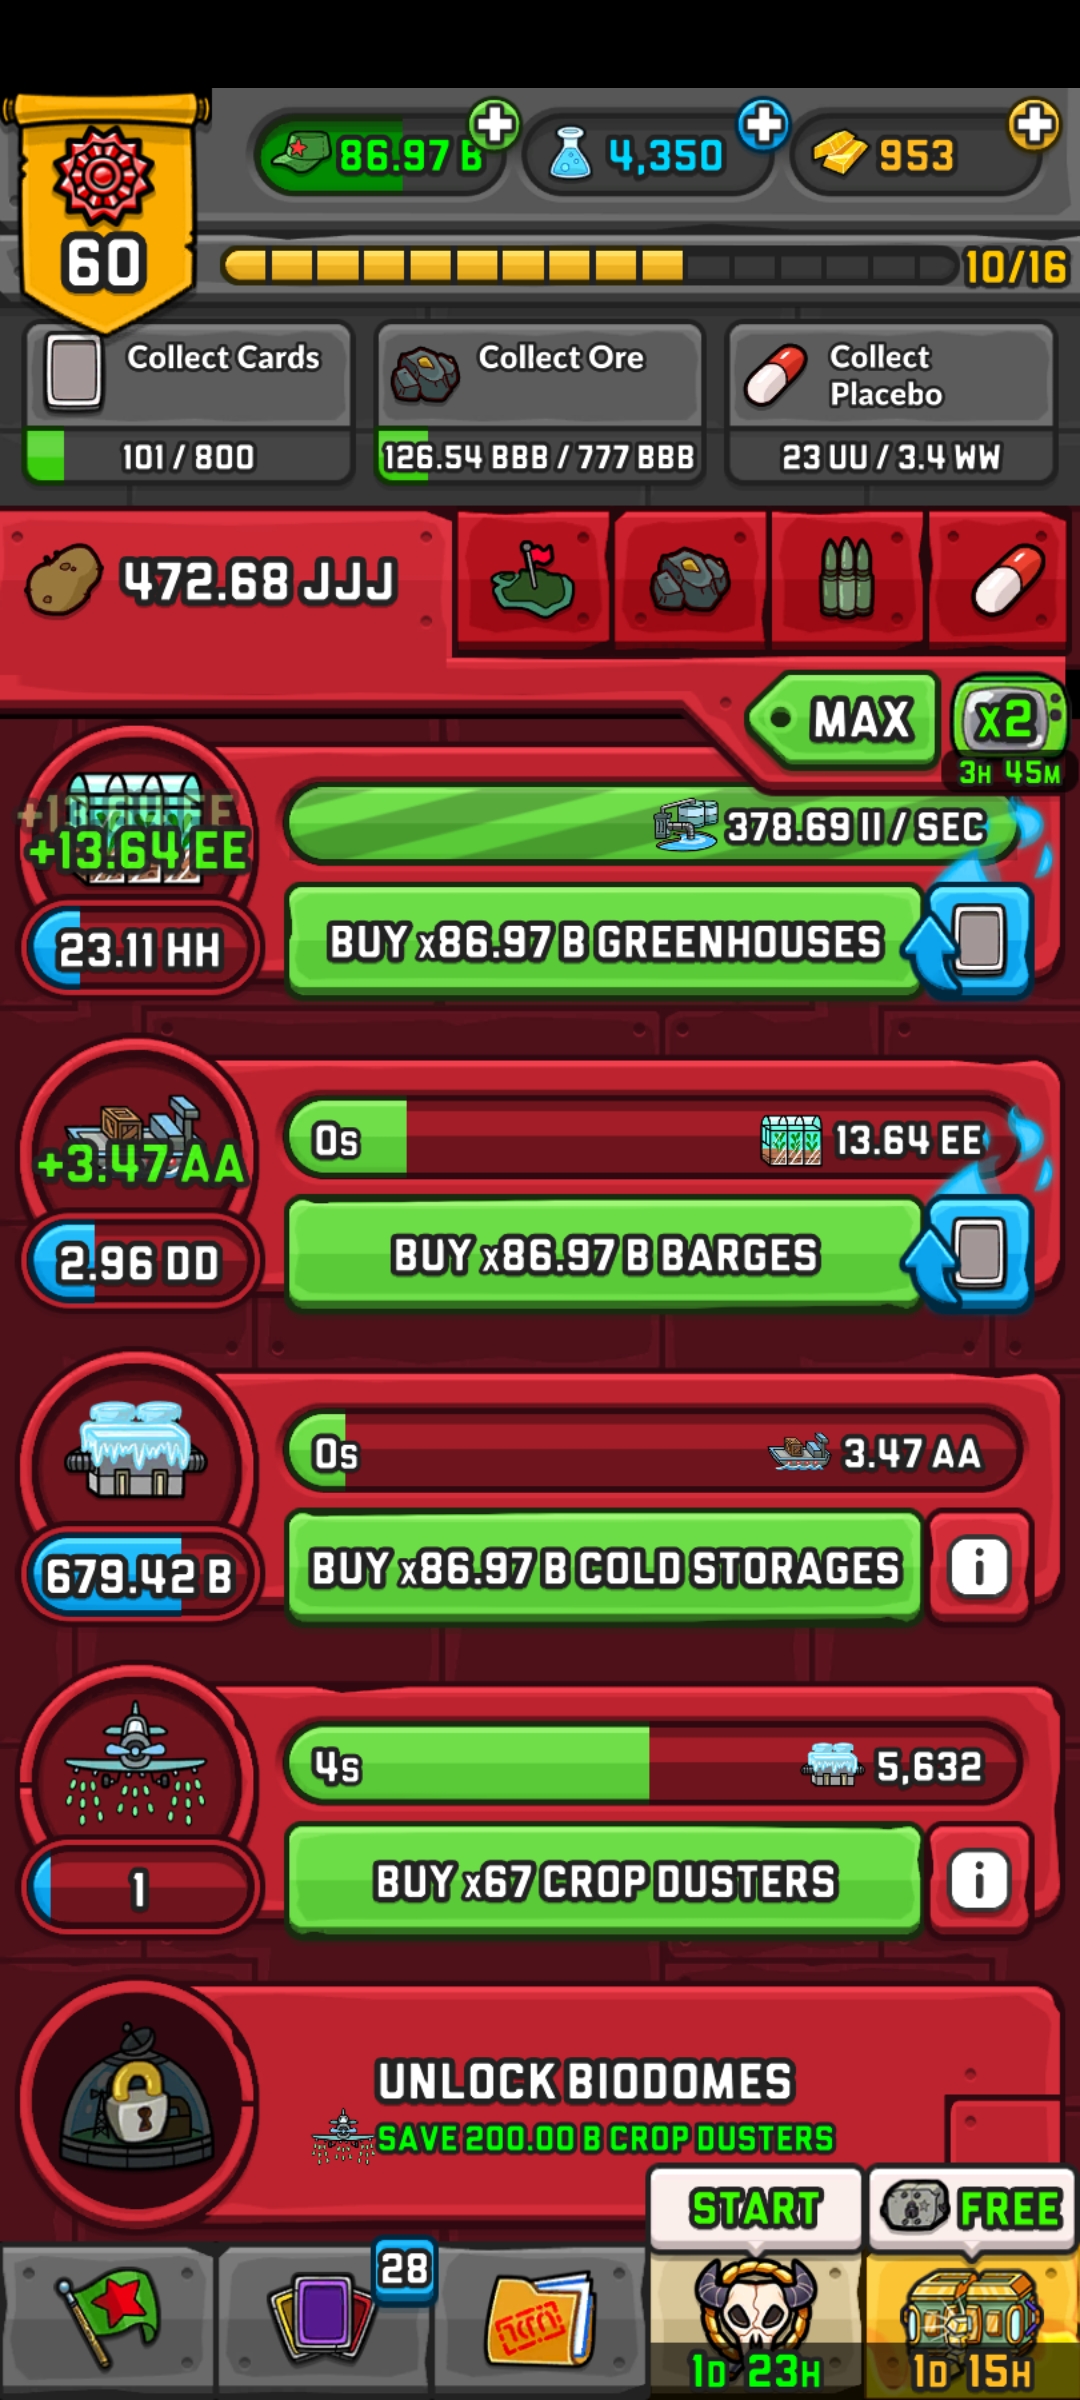 60
86.97 B
4,350
953
10/16
Collect Cards
101 / 800
Collect Ore
126.54 BBB / 777 BBB
Collect
Placebo
23 UU / 3.4 WW
472.68 JJJ
MAX
x2
3H 45M
+13.64 EE
378.69 II / SEC
23.11 HH
BUY x86.97 B GREENHOUSES
+3.47 AA
0s
13.64 EE
2.96 DD
BUY x86.97 B BARGES
0s
3.47 AA
679.42 B
BUY x86.97 B COLD STORAGES
i
4s
5,632
1
BUY x67 CROP DUSTERS
i
UNLOCK BIODOMES
SAVE 200.00 B CROP DUSTERS
START
FREE
28
1D 23H
1D 15H